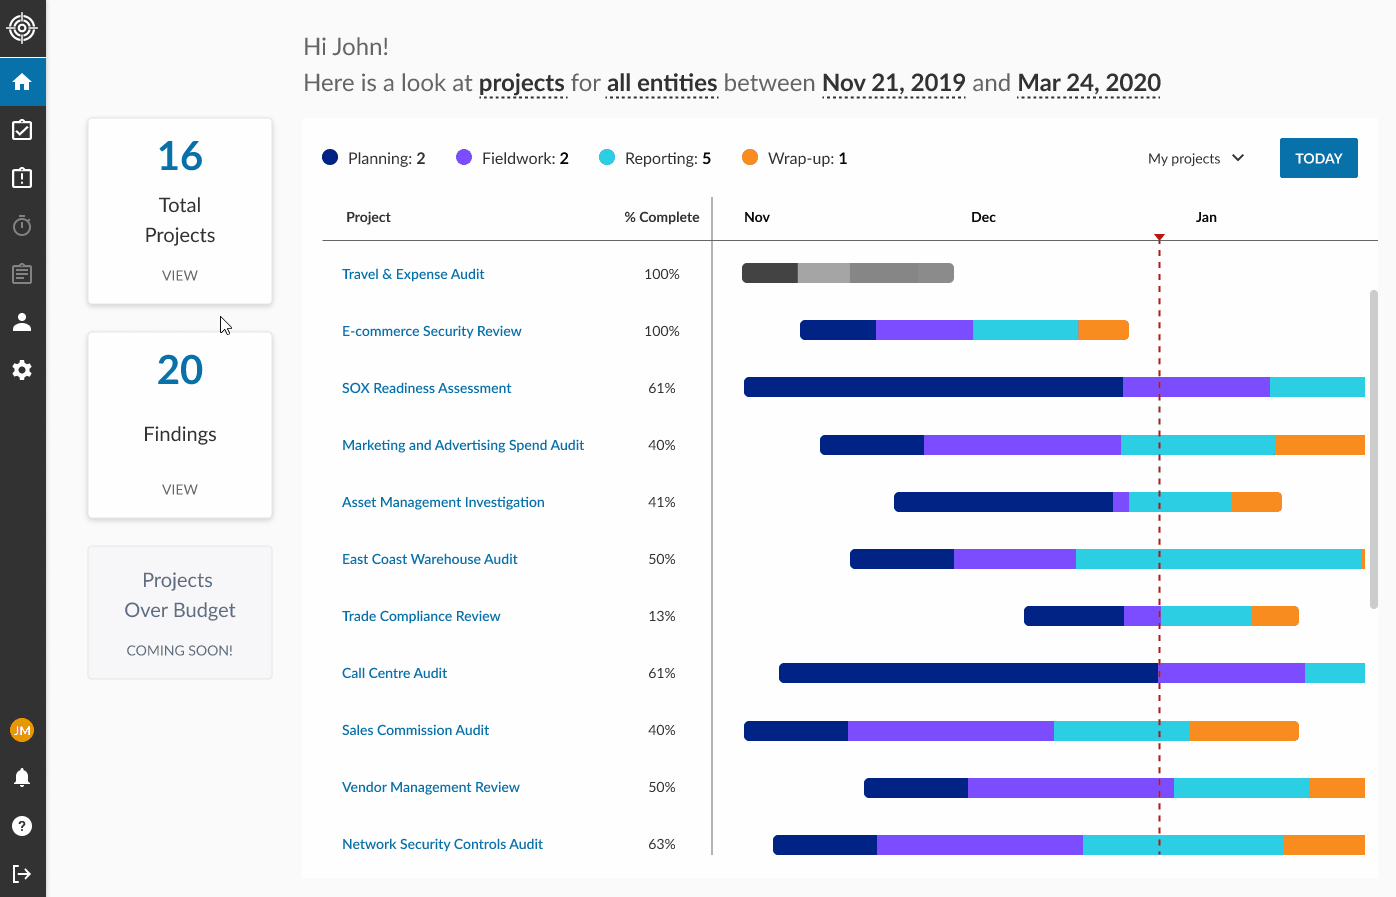 Hi John!
Here is a look at projects for all entities between Nov 21, 2019 and Mar 24, 2020
16
Total
Projects
VIEW
20
Findings
VIEW
Projects
Over Budget
COMING SOON!
JM
Planning: 2 Fieldwork: 2 Reporting: 5 Wrap-up: 1 My projects TODAY
Project % Complete Nov Dec Jan
Travel & Expense Audit 100%
E-commerce Security Review 100%
SOX Readiness Assessment 61%
Marketing and Advertising Spend Audit 40%
Asset Management Investigation 41%
East Coast Warehouse Audit 50%
Trade Compliance Review 13%
Call Centre Audit 61%
Sales Commission Audit 40%
Vendor Management Review 50%
Network Security Controls Audit 63%